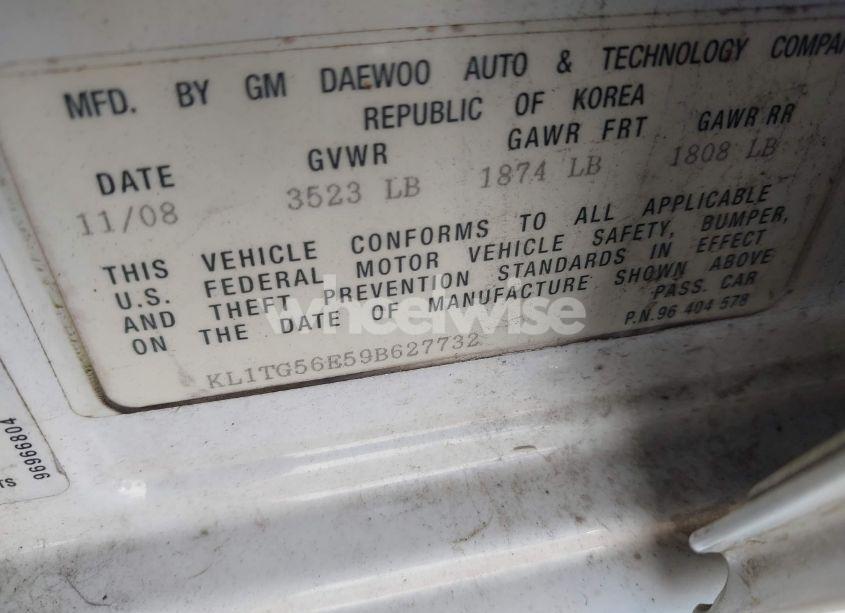 MFD. BY GM DAEWOO AUTO & TECHNOLOGY COMPA
REPUBLIC OF KOREA
DATE GVWR GAWR FRT GAWR RR
11/08 3523 LB 1874 LB 1808 LB
THIS VEHICLE CONFORMS TO ALL APPLICABLE
U.S. FEDERAL MOTOR VEHICLE SAFETY, BUMPER,
AND THEFT PREVENTION STANDARDS IN EFFECT
ON THE DATE OF MANUFACTURE SHOWN ABOVE
PASS. CAR
KL1TG56E59B627732 P.N.96 404 578
wheelwise
96966804
TS